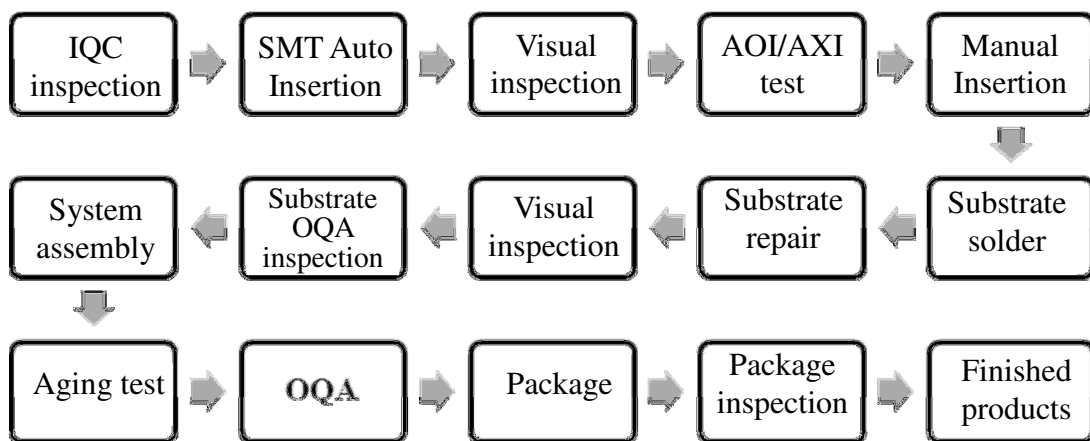 IQC
inspection
SMT Auto
Insertion
Visual
inspection
AOI/AXI
test
Manual
Insertion
System
assembly
Substrate
OQA
inspection
Visual
inspection
Substrate
repair
Substrate
solder
Aging test
OQA
Package
Package
inspection
Finished
products